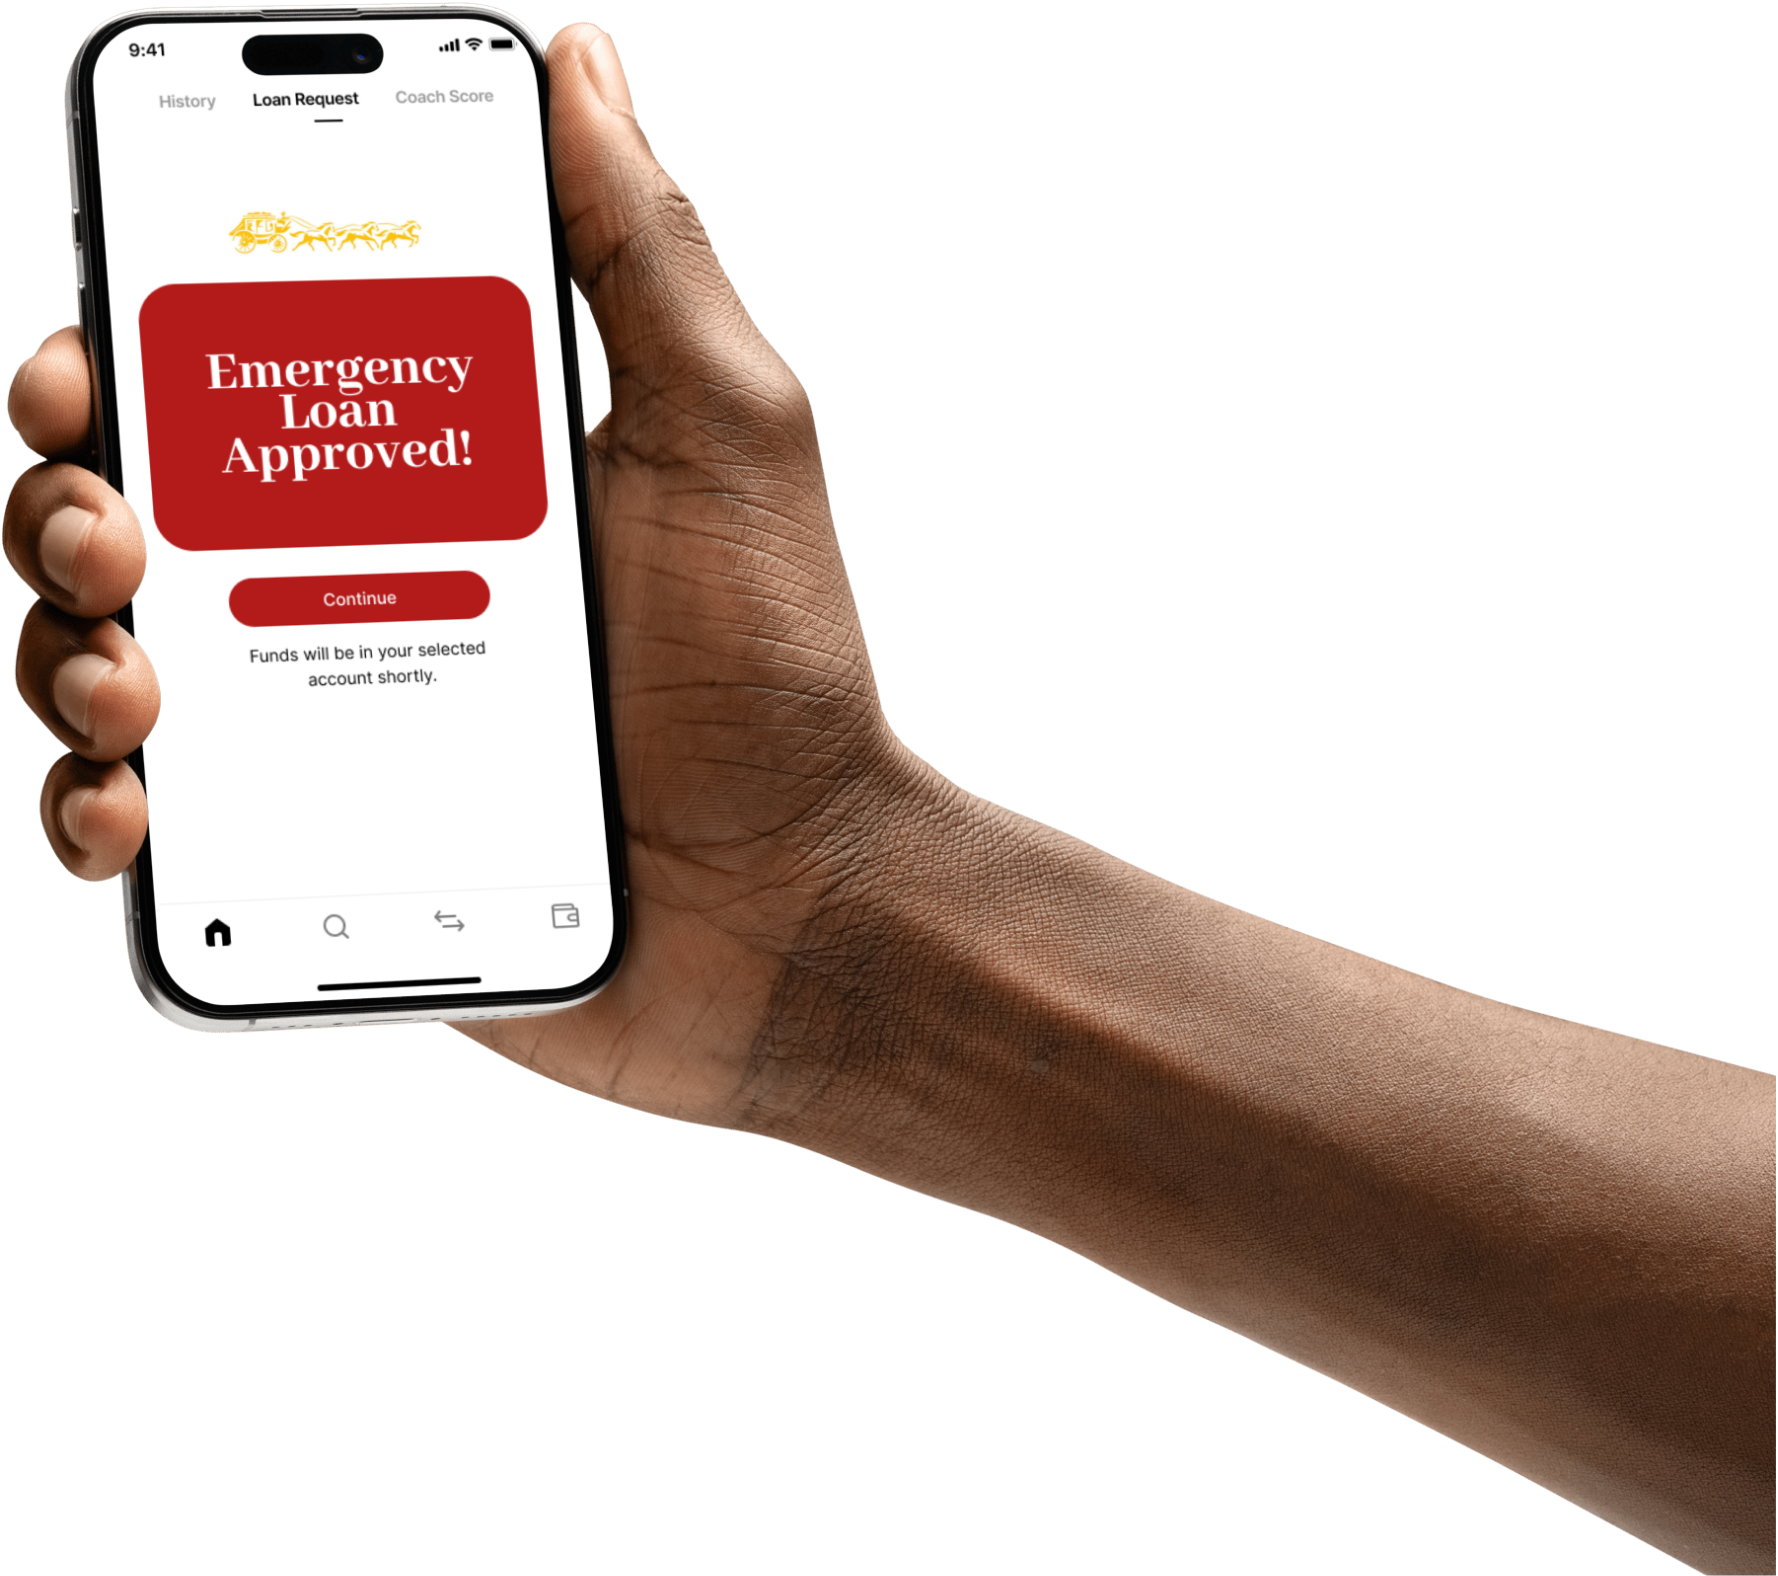 9:41
History Loan Request Coach Score
Emergency
Loan
Approved!
Continue
Funds will be in your selected
account shortly.